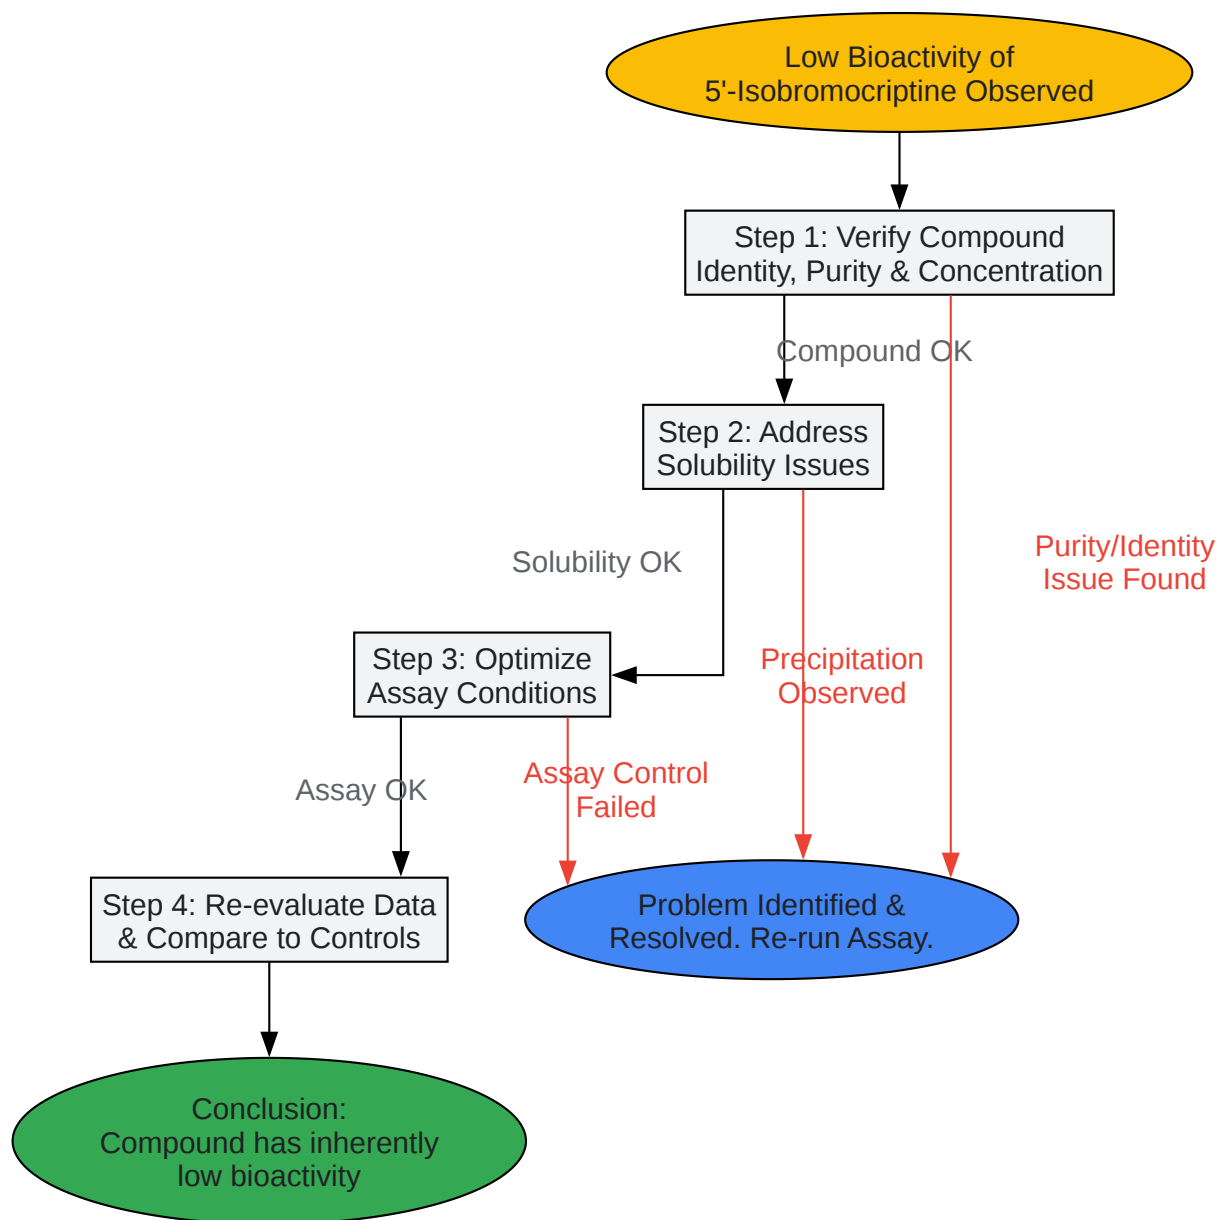 Low Bioactivity of
5'-Isobromocriptine Observed
Step 1: Verify Compound
Identity, Purity & Concentration
Compound OK
Step 2: Address
Solubility Issues
Solubility OK
Purity/Identity
Issue Found
Step 3: Optimize
Assay Conditions
Precipitation
Observed
Assay OK
Assay Control
Failed
Step 4: Re-evaluate Data
& Compare to Controls
Problem Identified &
Resolved. Re-run Assay.
Conclusion:
Compound has inherently
low bioactivity